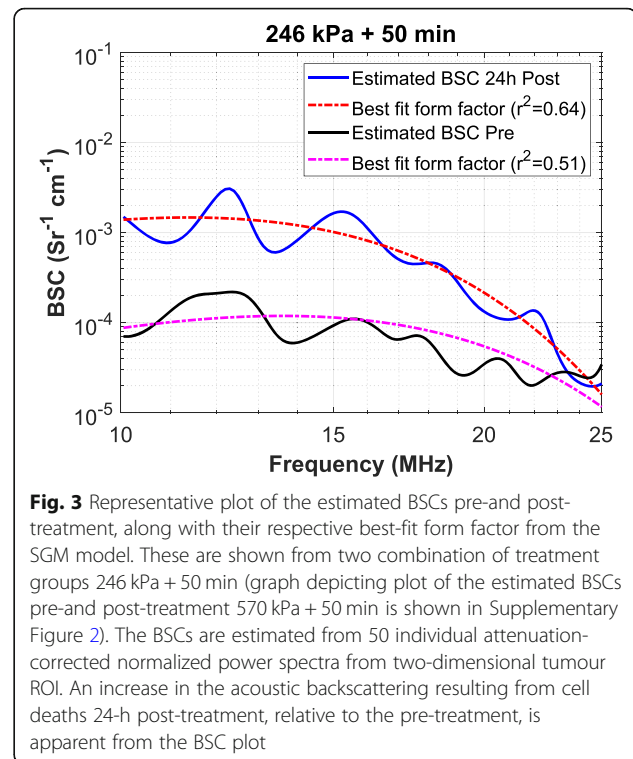 246 kPa + 50 min
10^-1
10^-2
10^-3
10^-4
10^-5
BSC (Sr^-1 cm^-1)
Estimated BSC 24h Post
Best fit form factor (r^2=0.64)
Estimated BSC Pre
Best fit form factor (r^2=0.51)
10 15 20 25
Frequency (MHz)
Fig. 3 Representative plot of the estimated BSCs pre-and post-
treatment, along with their respective best-fit form factor from the
SGM model. These are shown from two combination of treatment
groups 246 kPa + 50 min (graph depicting plot of the estimated BSCs
pre-and post-treatment 570 kPa + 50 min is shown in Supplementary
Figure 2). The BSCs are estimated from 50 individual attenuation-
corrected normalized power spectra from two-dimensional tumour
ROI. An increase in the acoustic backscattering resulting from cell
deaths 24-h post-treatment, relative to the pre-treatment, is
apparent from the BSC plot